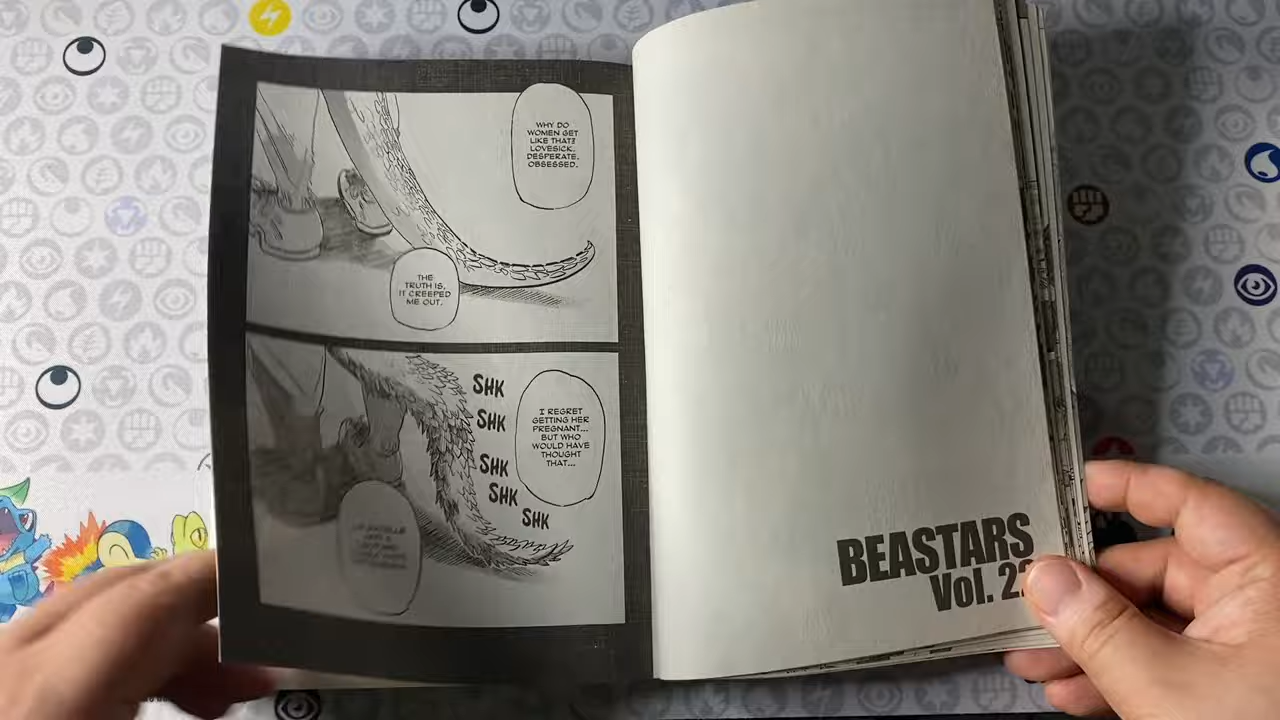 WHY DO
WOMEN GET
LIKE THAT?
LOVESICK,
DESPERATE,
OBSESSED.
THE
TRUTH IS,
IT CREEPED
ME OUT.
SHK
SHK
SHK
SHK
SHK
I REGRET
GETTING HER
PREGNANT...
BUT WHO
WOULD HAVE
THOUGHT
THAT...
BEASTARS
Vol. 22